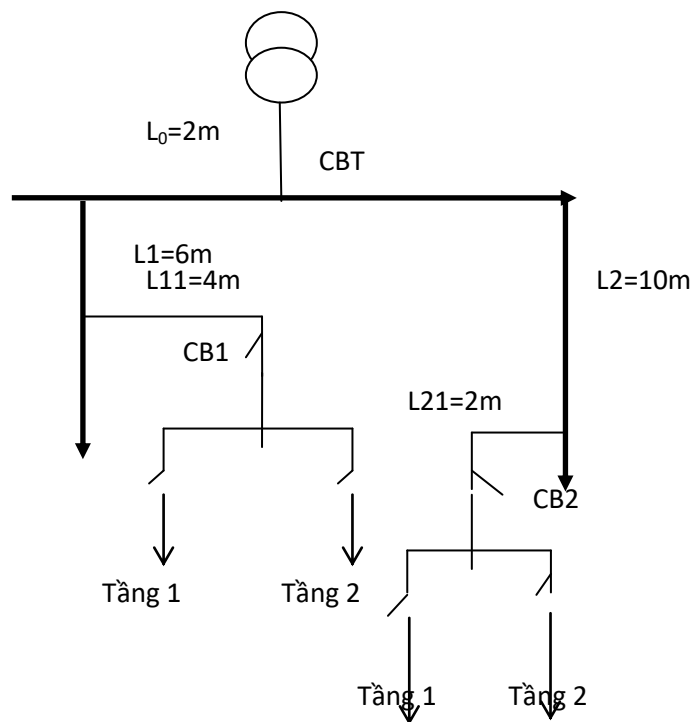 L₀=2m
CBT
L1=6m
L11=4m
L2=10m
CB1
L21=2m
CB2
Tầng 1
Tầng 2
Tầng 1
Tầng 2